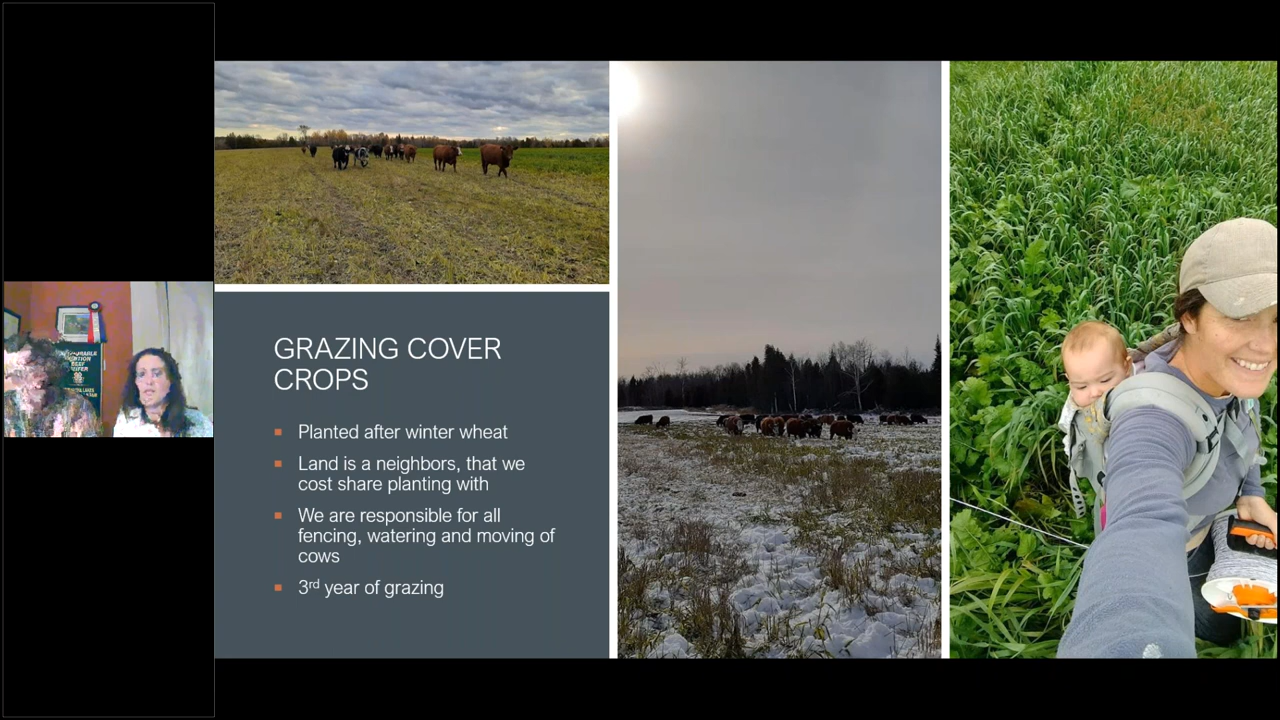 GRAZING COVER
CROPS
Planted after winter wheat
Land is a neighbors, that we
cost share planting with
We are responsible for all
fencing, watering and moving of
cows
3rd year of grazing